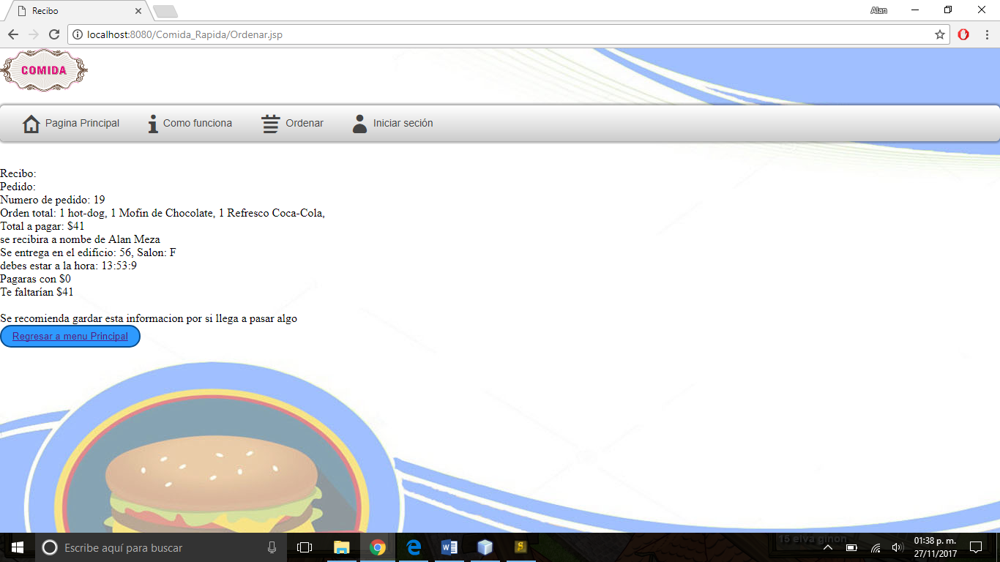 Recibo
Alan
localhost:8080/Comida_Rapida/Ordenar.jsp
COMIDA
Pagina Principal
Como funciona
Ordenar
Iniciar seción
Recibo:
Pedido:
Numero de pedido: 19
Orden total: 1 hot-dog, 1 Mofin de Chocolate, 1 Refresco Coca-Cola,
Total a pagar: $41
se recibira a nombe de Alan Meza
Se entrega en el edificio: 56, Salon: F
debes estar a la hora: 13:53:9
Pagaras con $0
Te faltarían $41
Se recomienda gardar esta informacion por si llega a pasar algo
Regresar a menu Principal
Escribe aquí para buscar
15 elva ginon
01:38 p. m.
27/11/2017